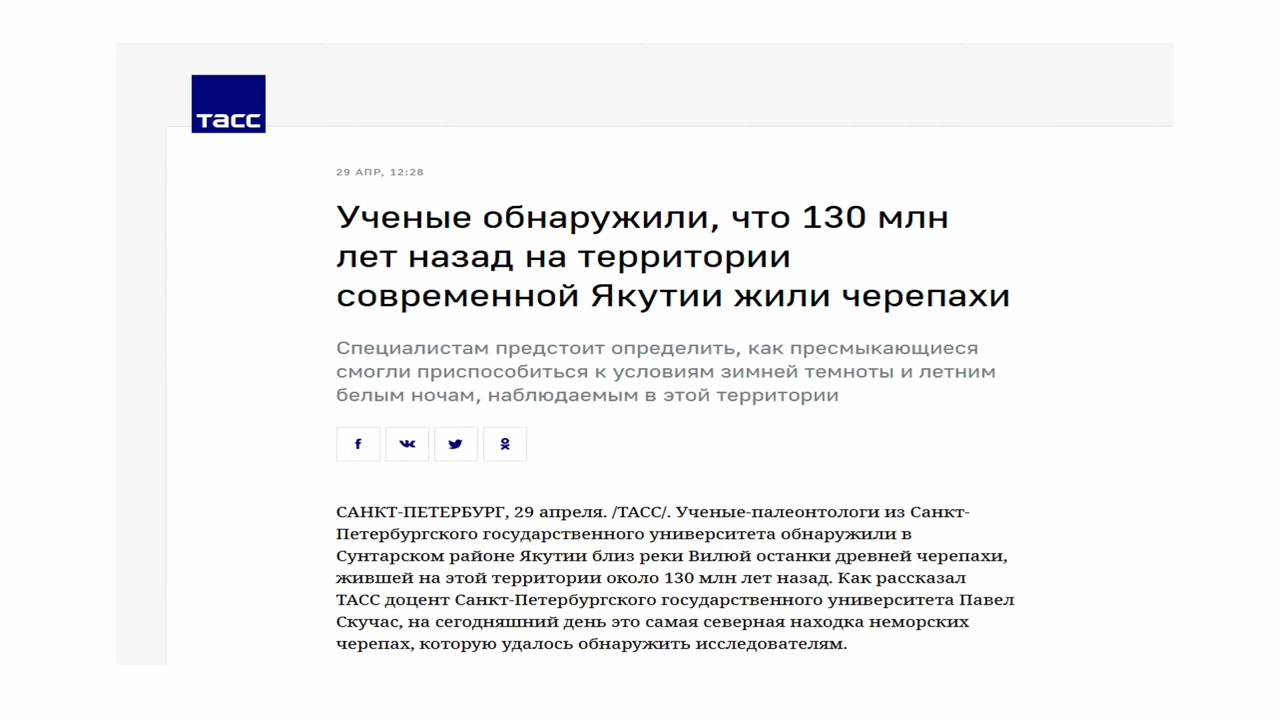 тасс
29 АПР, 12:28
Ученые обнаружили, что 130 млн
лет назад на территории
современной Якутии жили черепахи
Специалистам предстоит определить, как пресмыкающиеся
смогли приспособиться к условиям зимней темноты и летним
белым ночам, наблюдаемым в этой территории
САНКТ-ПЕТЕРБУРГ, 29 апреля. /ТАСС/. Ученые-палеонтологи из Санкт-
Петербургского государственного университета обнаружили в
Сунтарском районе Якутии близ реки Вилюй останки древней черепахи,
жившей на этой территории около 130 млн лет назад. Как рассказал
ТАСС доцент Санкт-Петербургского государственного университета Павел
Скучас, на сегодняшний день это самая северная находка неморских
черепах, которую удалось обнаружить исследователям.